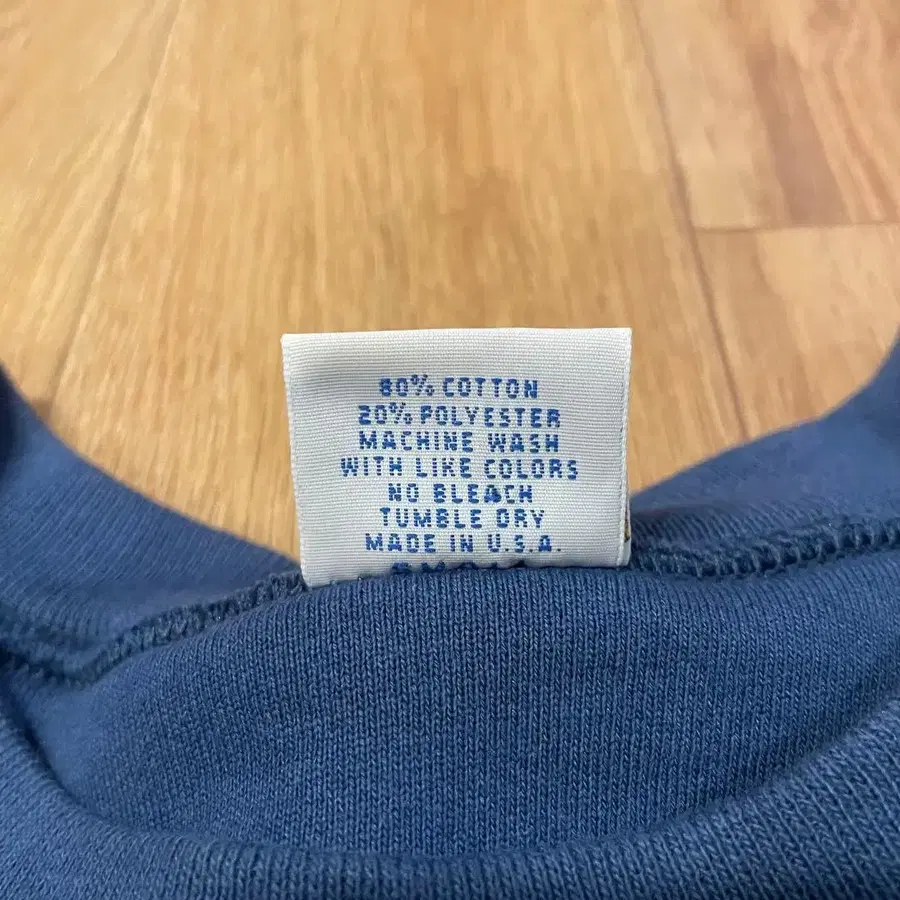 80% COTTON
20% POLYESTER
MACHINE WASH
WITH LIKE COLORS
NO BLEACH
TUMBLE DRY
MADE IN U.S.A.